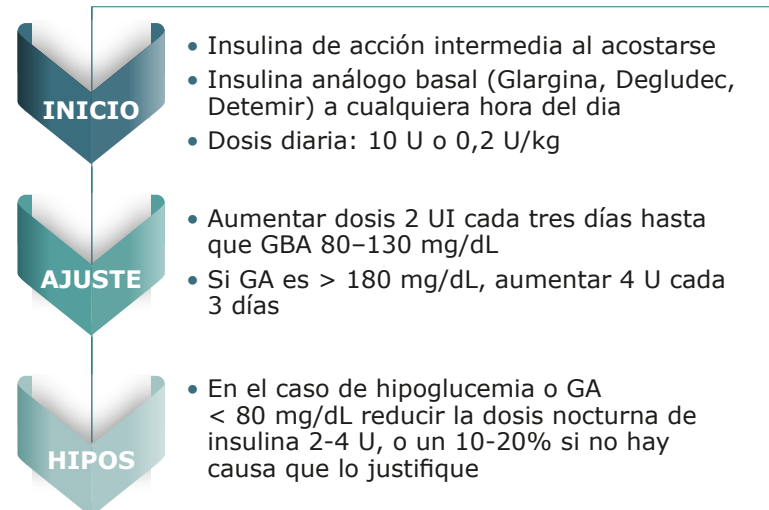 INICIO
• Insulina de acción intermedia al acostarse
• Insulina análogo basal (Glargina, Degludec,
Detemir) a cualquiera hora del dia
• Dosis diaria: 10 U o 0,2 U/kg
AJUSTE
• Aumentar dosis 2 UI cada tres días hasta
que GBA 80–130 mg/dL
• Si GA es > 180 mg/dL, aumentar 4 U cada
3 días
HIPOS
• En el caso de hipoglucemia o GA
< 80 mg/dL reducir la dosis nocturna de
insulina 2-4 U, o un 10-20% si no hay
causa que lo justifique